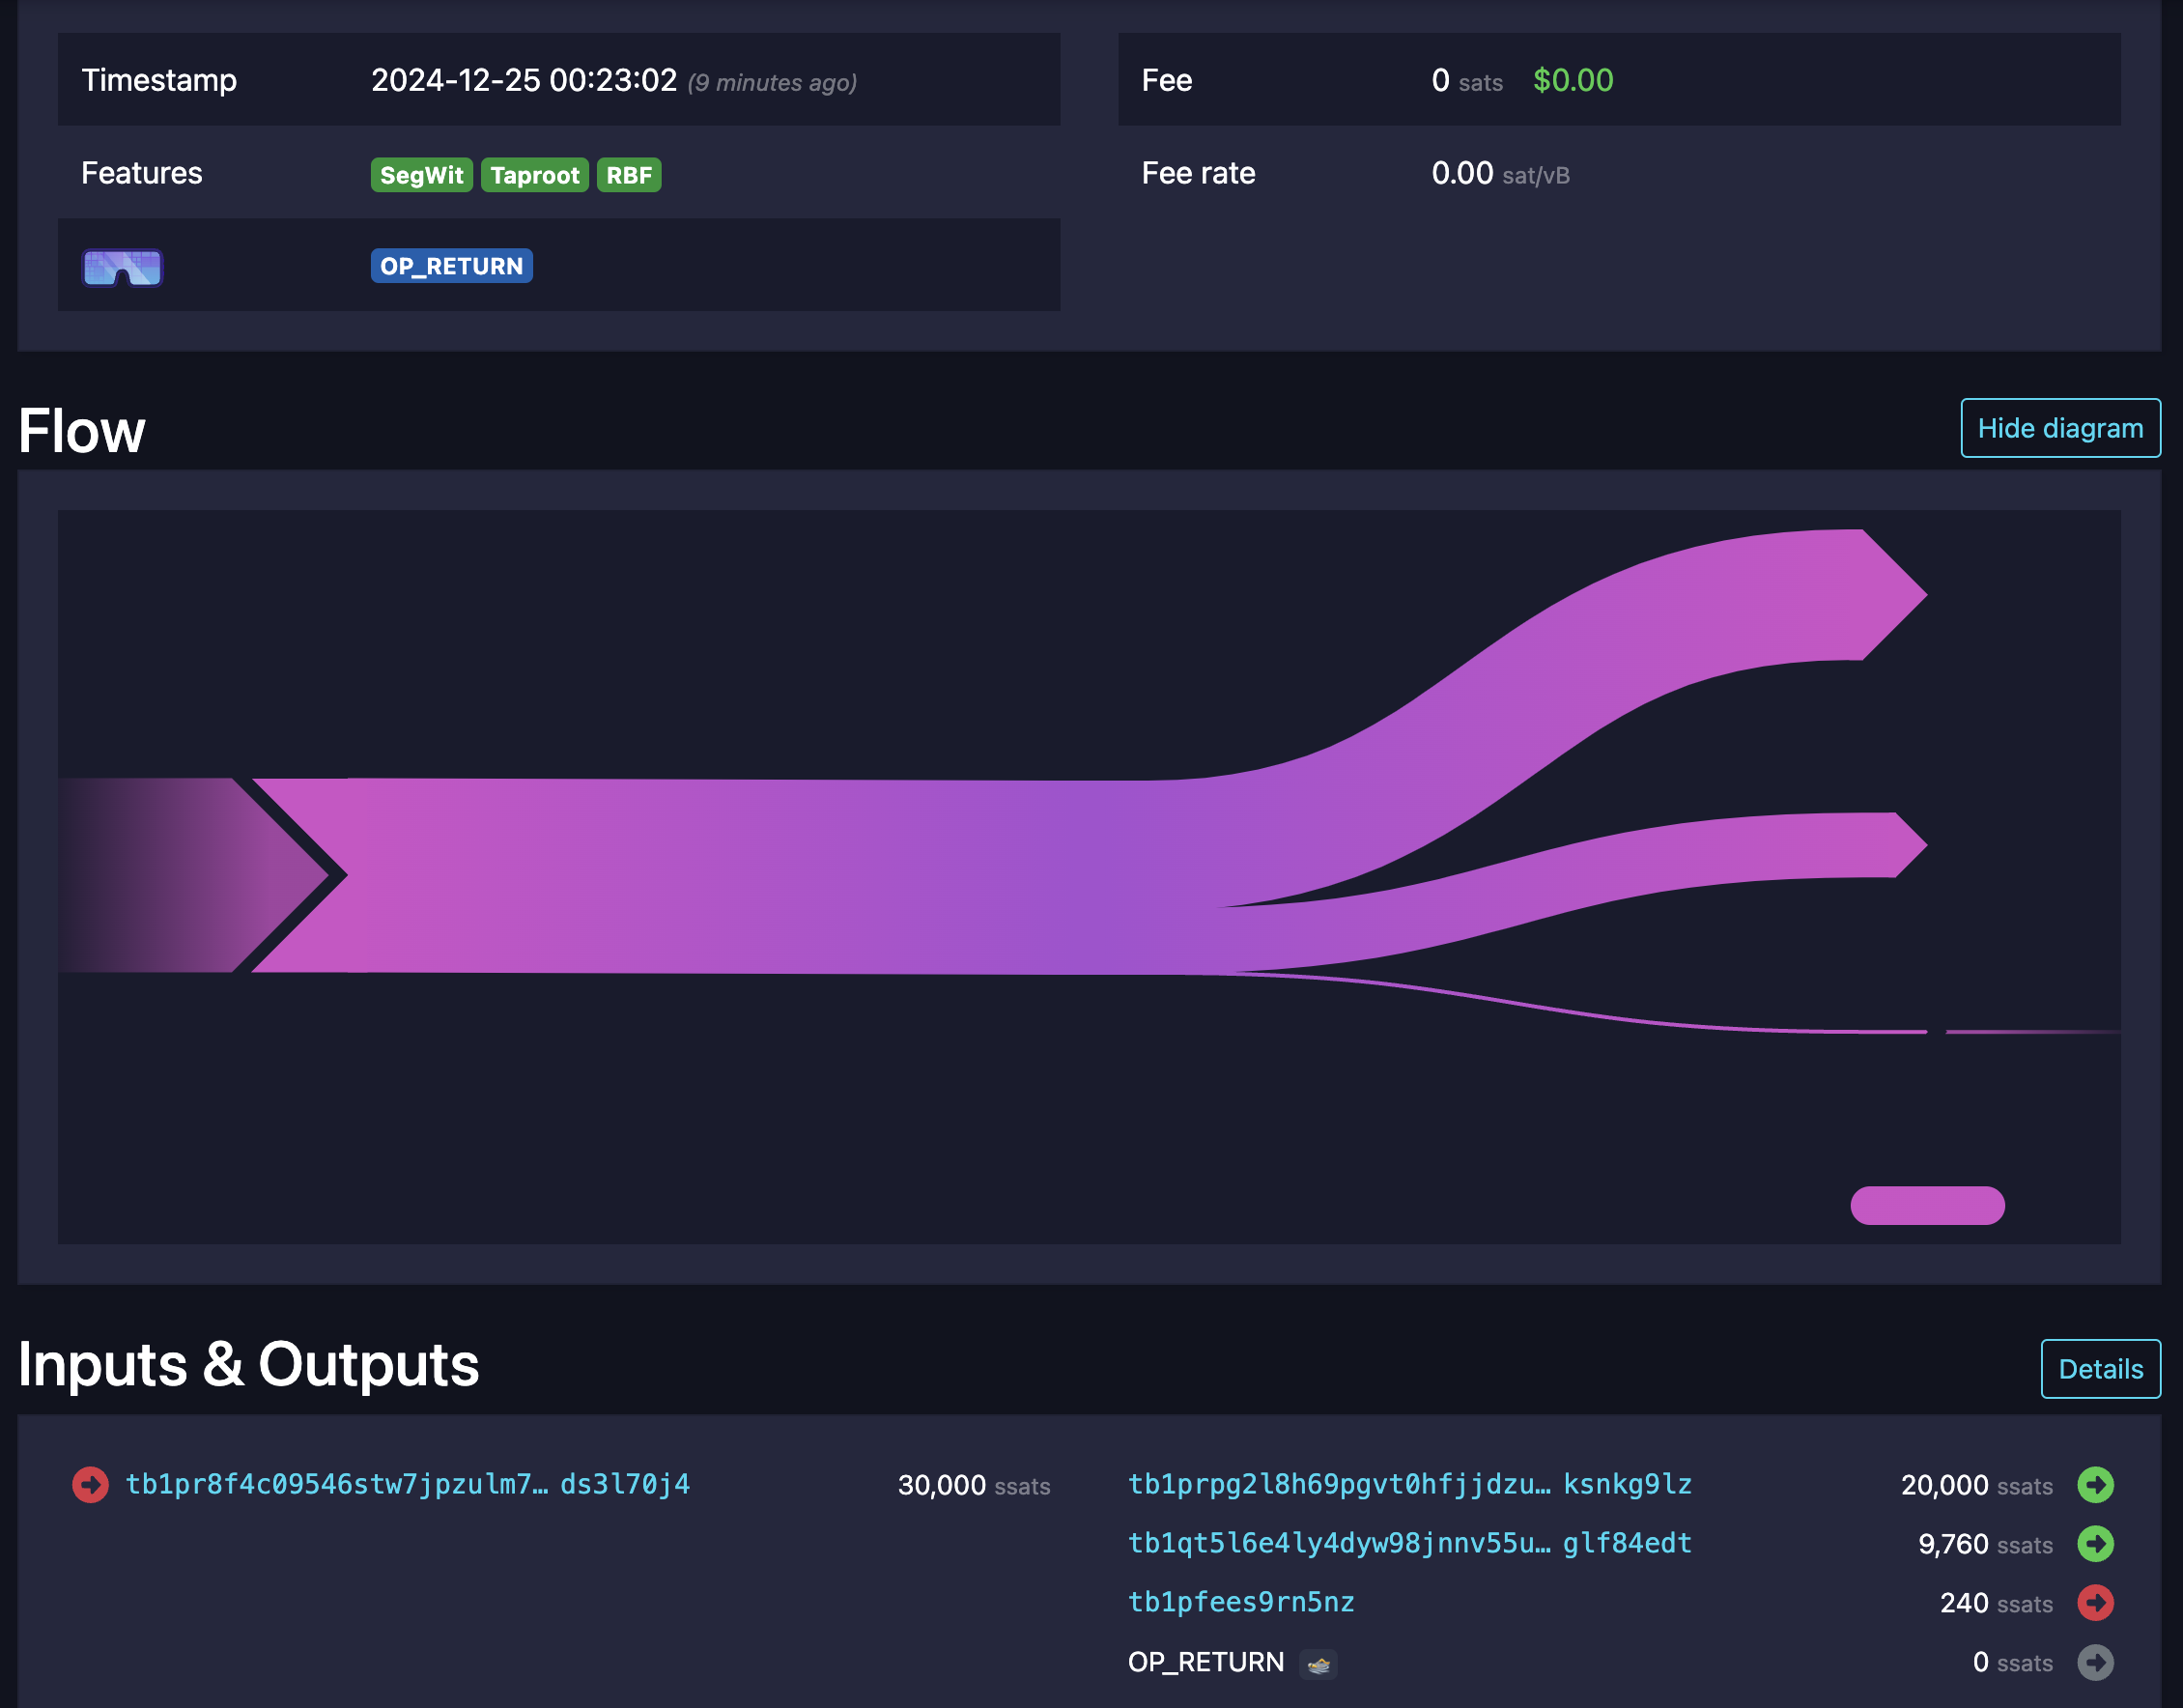 Timestamp 2024-12-25 00:23:02 (9 minutes ago)
Fee 0 sats $0.00
Features SegWit Taproot RBF
Fee rate 0.00 sat/vB
OP_RETURN
Flow
Hide diagram
Inputs & Outputs
Details
tb1pr8f4c09546stw7jpzulm7… ds3l70j4 30,000 ssats
tb1prpg2l8h69pgvt0hfjjdzu… ksnkg9lz 20,000 ssats
tb1qt5l6e4ly4dyw98jnnv55u… glf84edt 9,760 ssats
tb1pfees9rn5nz 240 ssats
OP_RETURN 0 ssats